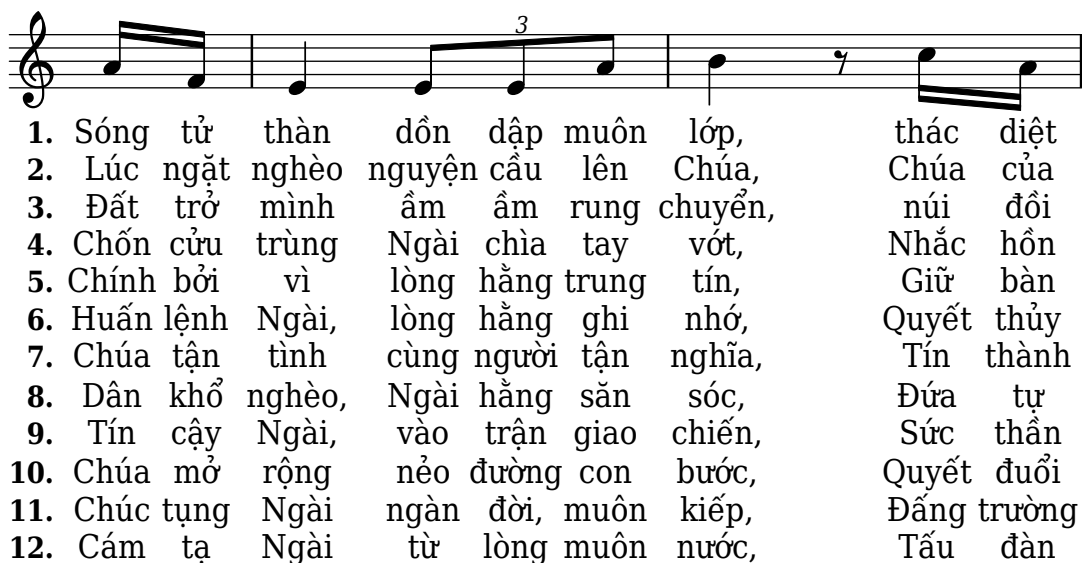 3
1. Sóng tử thàn dồn dập muôn lớp, thác diệt
2. Lúc ngặt nghèo nguyện cầu lên Chúa, Chúa của
3. Đất trở mình ầm ầm rung chuyển, núi đồi
4. Chốn cửu trùng Ngài chìa tay vớt, Nhắc hồn
5. Chính bởi vì lòng hằng trung tín, Giữ bàn
6. Huấn lệnh Ngài, lòng hằng ghi nhớ, Quyết thủy
7. Chúa tận tình cùng người tận nghĩa, Tín thành
8. Dân khổ nghèo, Ngài hằng săn sóc, Đứa tự
9. Tín cậy Ngài, vào trận giao chiến, Sức thần
10. Chúa mở rộng nẻo đường con bước, Quyết đuổi
11. Chúc tụng Ngài ngàn đời, muôn kiếp, Đấng trường
12. Cám tạ Ngài từ lòng muôn nước, Tấu đàn